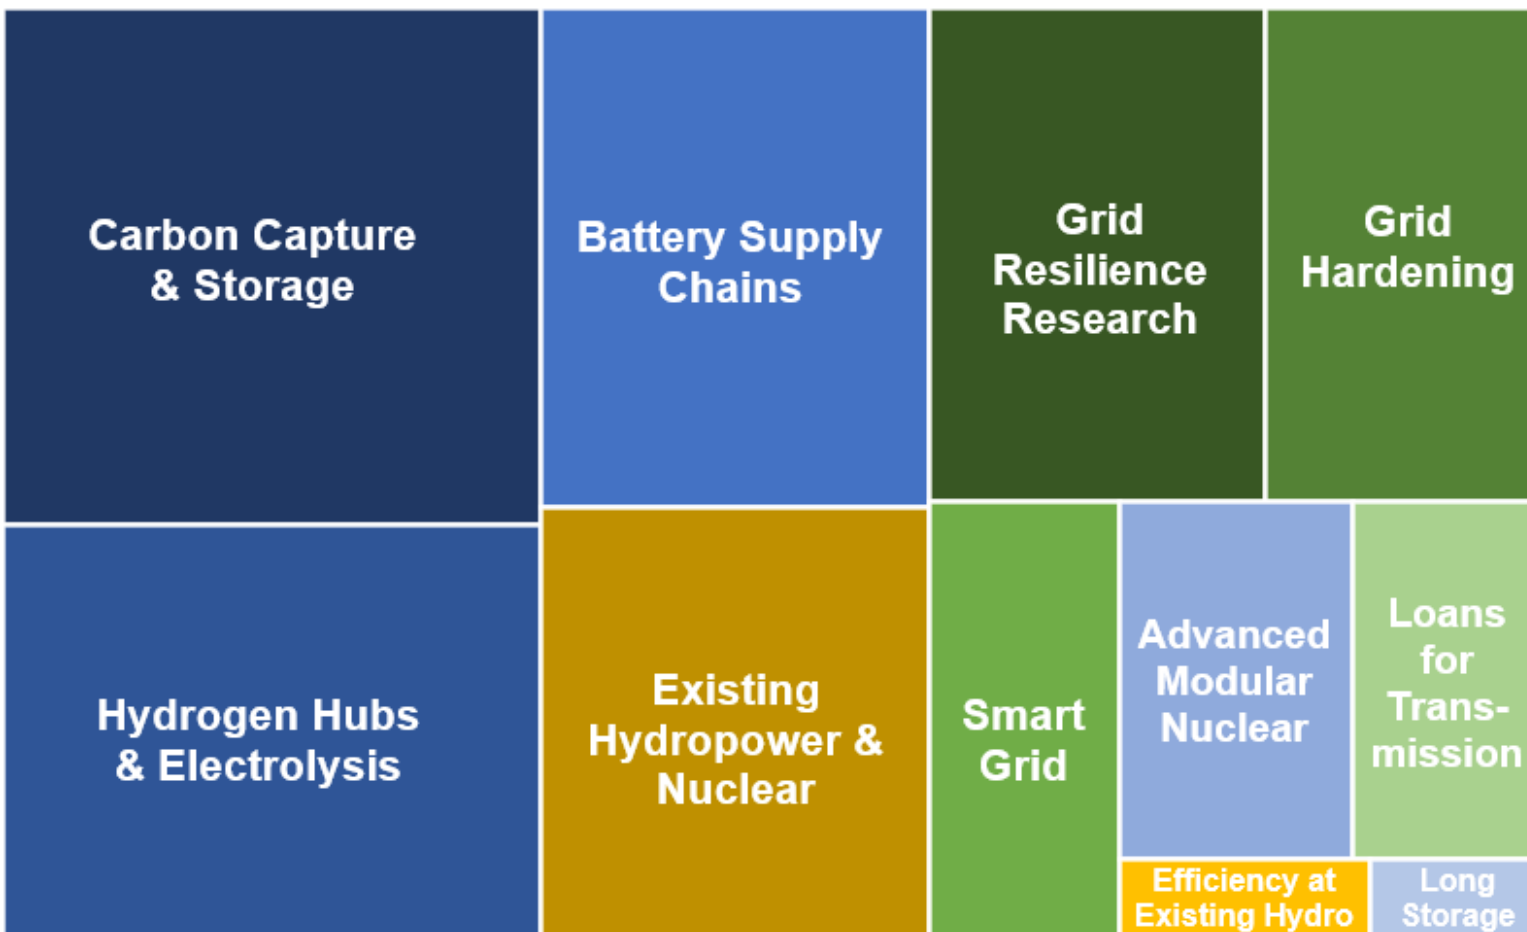 Carbon Capture
& Storage
Battery Supply
Chains
Grid
Resilience
Research
Grid
Hardening
Hydrogen Hubs
& Electrolysis
Existing
Hydropower &
Nuclear
Smart
Grid
Advanced
Modular
Nuclear
Loans
for
Trans-
mission
Efficiency at
Existing Hydro
Long
Storage